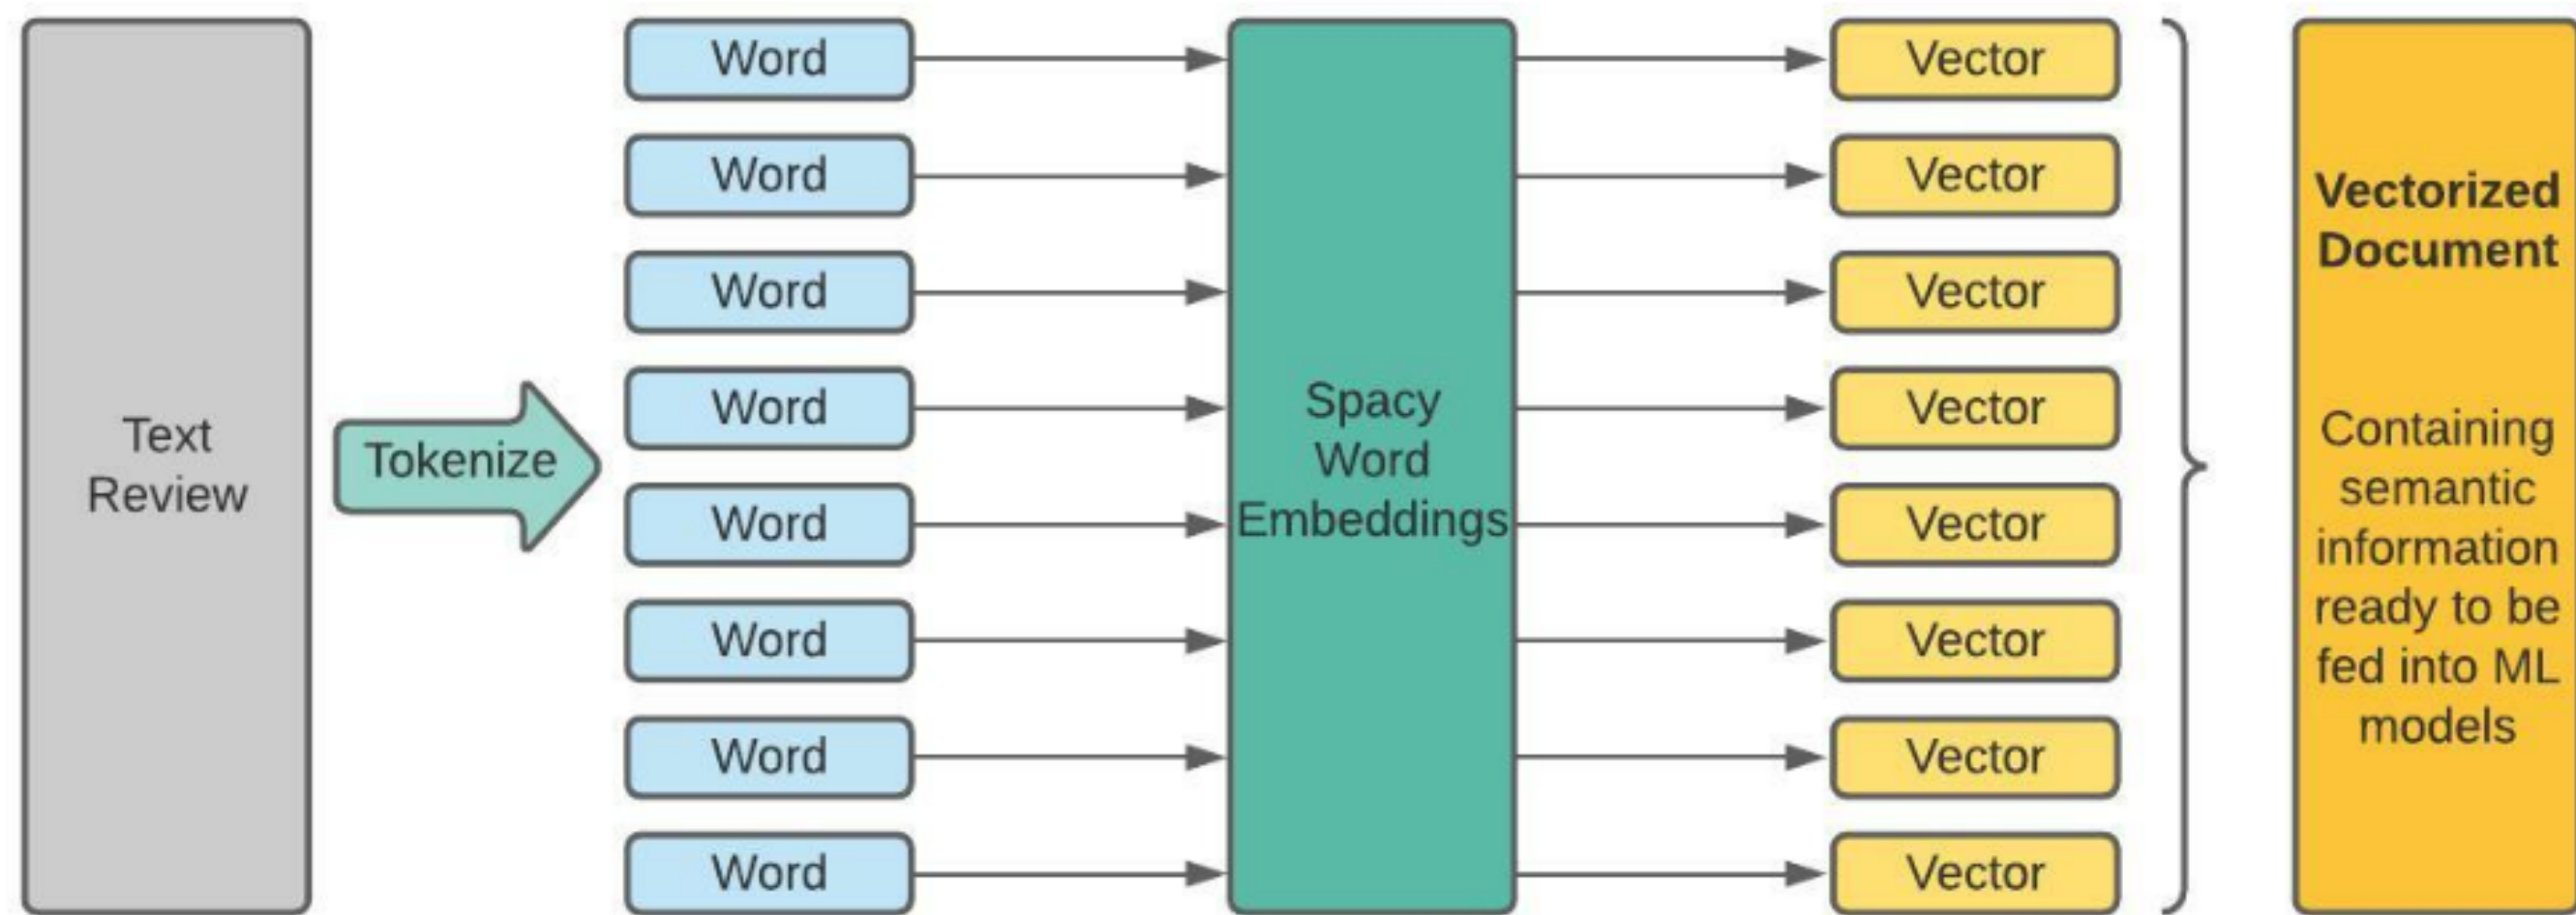 Text
Review
Tokenize
Word
Word
Word
Word
Word
Word
Word
Word
Spacy
Word
Embeddings
Vector
Vector
Vector
Vector
Vector
Vector
Vector
Vector
Vectorized
Document
Containing
semantic
information
ready to be
fed into ML
models